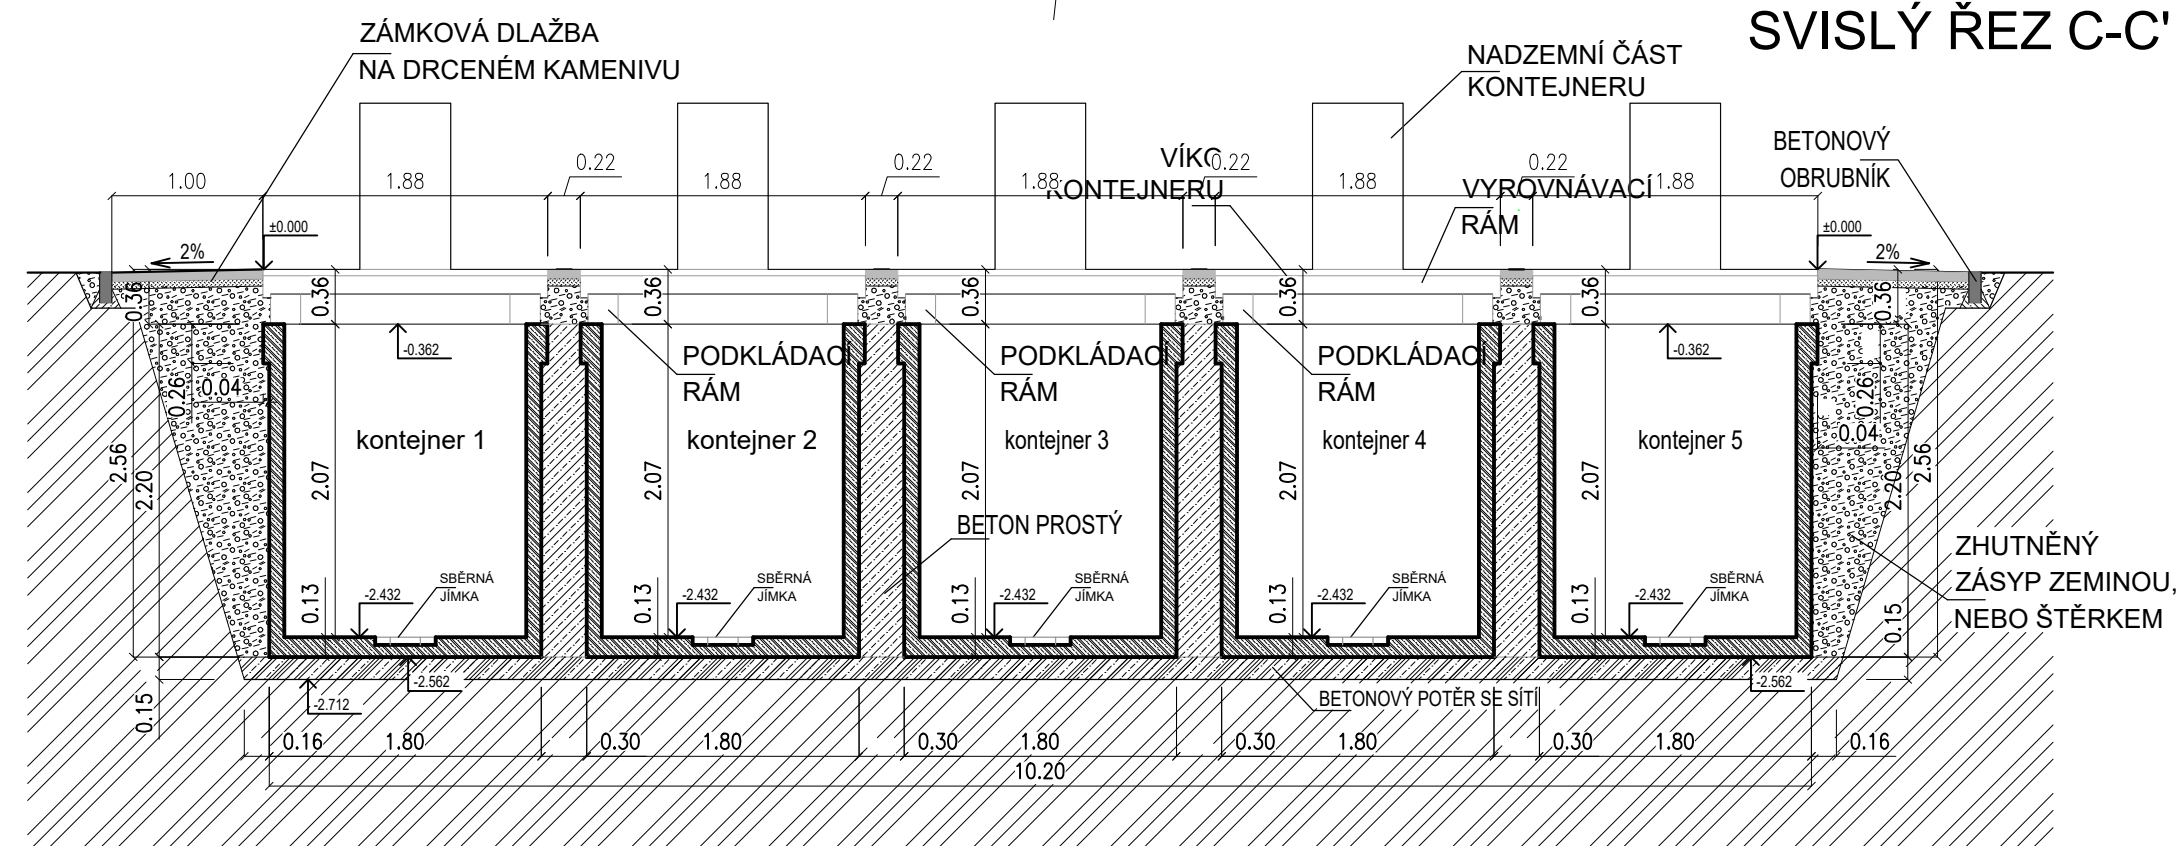 SVISLÝ ŘEZ C-C'
ZÁMKOVÁ DLAŽBA
NA DRCENÉM KAMENIVU
NADZEMNÍ ČÁST
KONTEJNERU
BETONOVÝ
OBRUBNÍK
VÍKO
KONTEJNERU
VYROVNÁVACÍ
RÁM
1.00 1.88 0.22 1.88 0.22 1.88 0.22 1.88 0.22 1.88
±0.000 ±0.000
2% 2%
0.36 0.36 0.36 0.36 0.36 0.36 0.36
-0.362 -0.362
PODKLÁDACÍ PODKLÁDACÍ PODKLÁDACÍ
RÁM RÁM RÁM
0.26 0.04 0.26 0.04
kontejner 1 kontejner 2 kontejner 3 kontejner 4 kontejner 5
2.56 2.20 2.07 2.07 2.07 2.07 2.07 2.20 2.56
BETON PROSTÝ
ZHUTNĚNÝ
ZÁSYP ZEMINOU,
NEBO ŠTĚRKEM
SBĚRNÁ SBĚRNÁ SBĚRNÁ SBĚRNÁ SBĚRNÁ
JÍMKA JÍMKA JÍMKA JÍMKA JÍMKA
0.13 -2.432 0.13 -2.432 0.13 -2.432 0.13 -2.432 0.13 -2.432 0.15
-2.562 -2.562
-2.712
BETONOVÝ POTĚR SE SÍTÍ
0.15
0.16 1.80 0.30 1.80 0.30 1.80 0.30 1.80 0.30 1.80 0.16
10.20